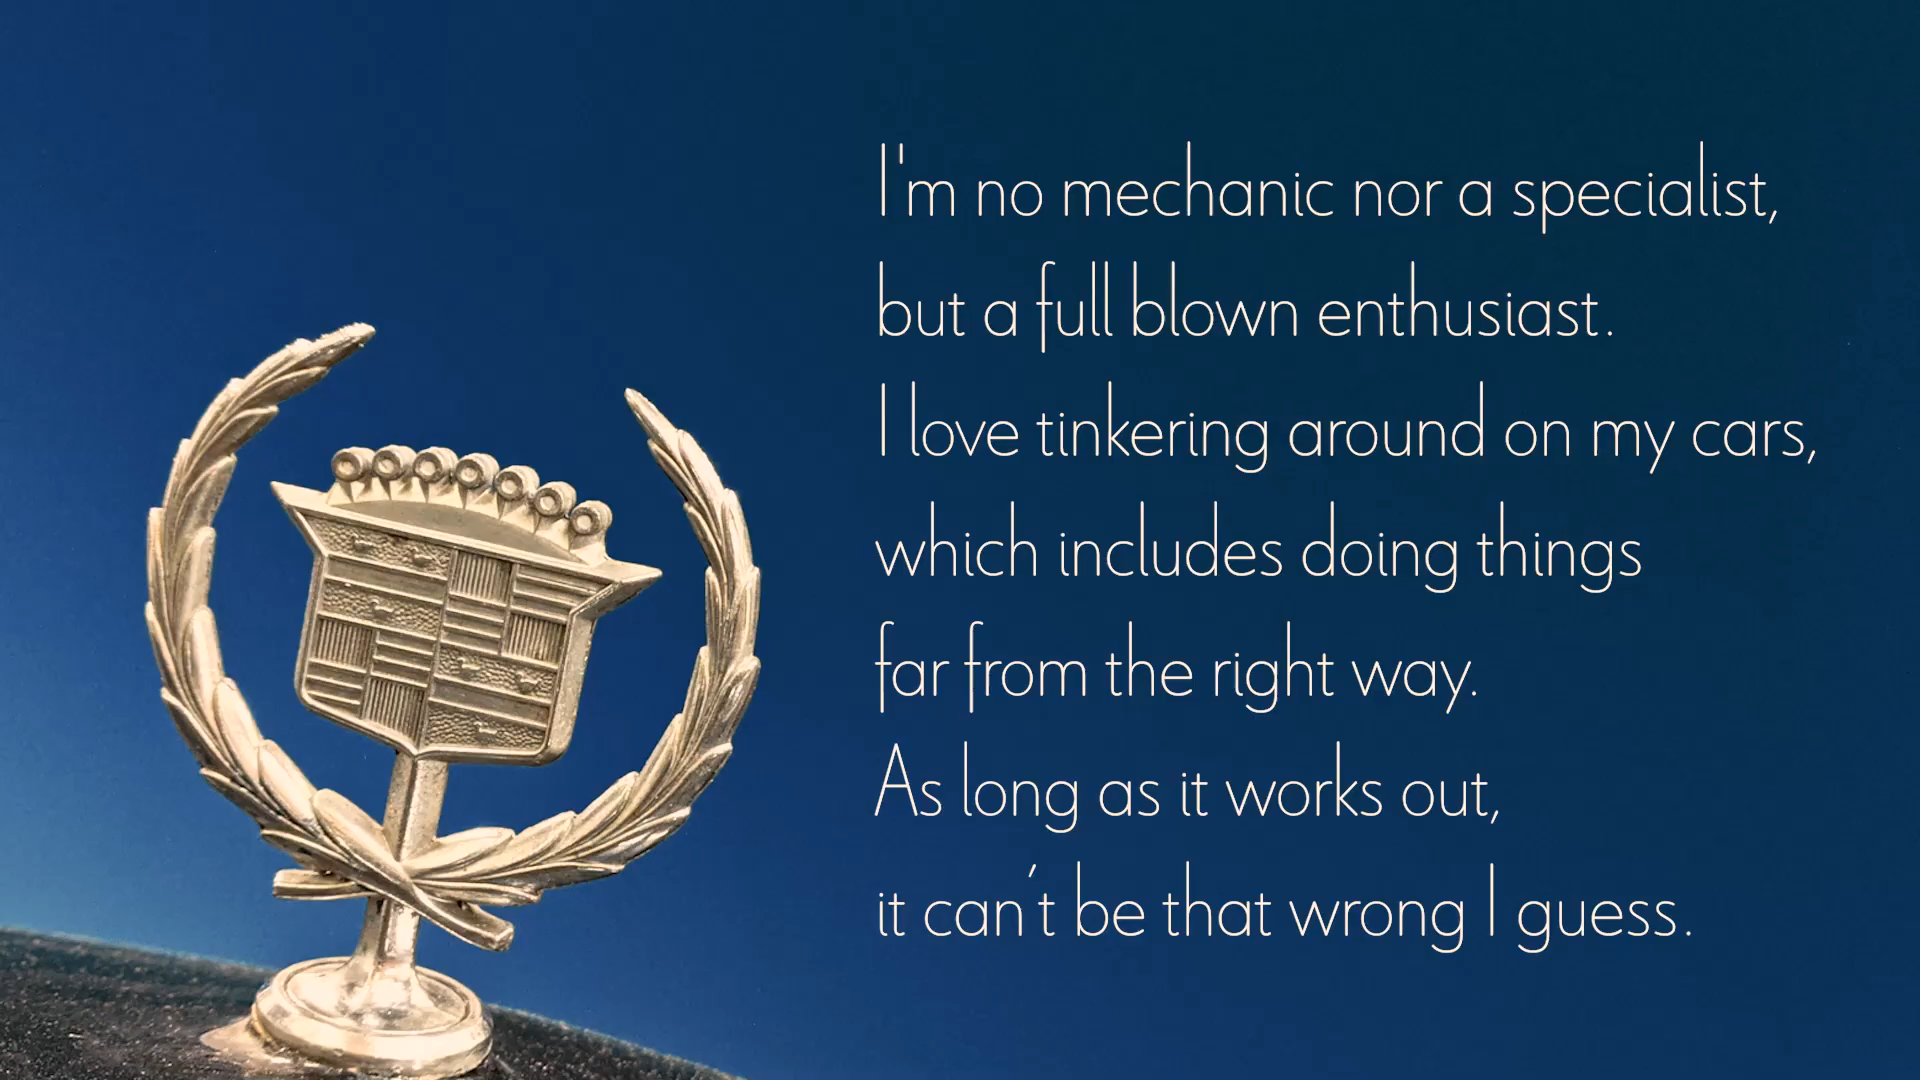 I'm no mechanic nor a specialist,
but a full blown enthusiast.
I love tinkering around on my cars,
which includes doing things
far from the right way.
As long as it works out,
it can’t be that wrong I guess.